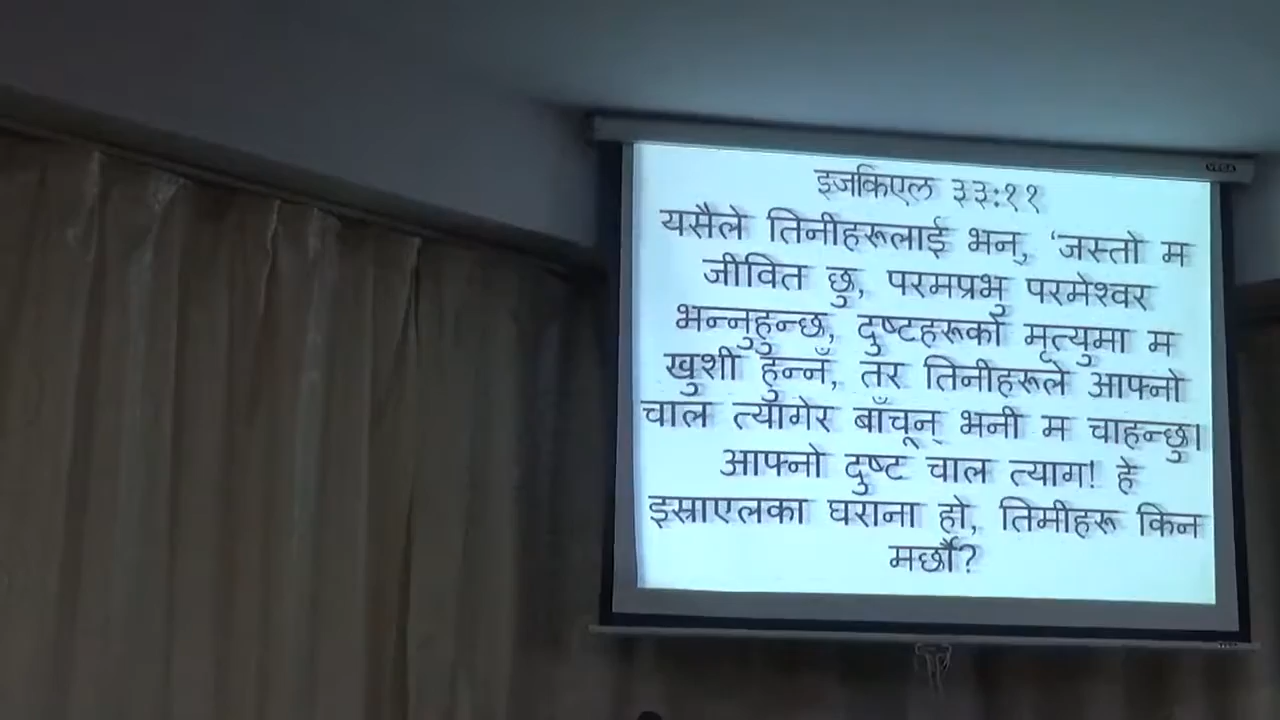 इजकिएल ३३:११
यसैले तिनीहरूलाई भन्, ‘जस्तो म
जीवित छु, परमप्रभु परमेश्वर
भन्नुहुन्छ, दुष्टहरूको मृत्युमा म
खुशी हुन्नँ, तर तिनीहरूले आफ्नो
चाल त्यागेर बाँचून् भनी म चाहन्छु।
आफ्नो दुष्ट चाल त्याग! हे
इस्राएलका घराना हो, तिमीहरू किन
मर्छौ?
VEGA